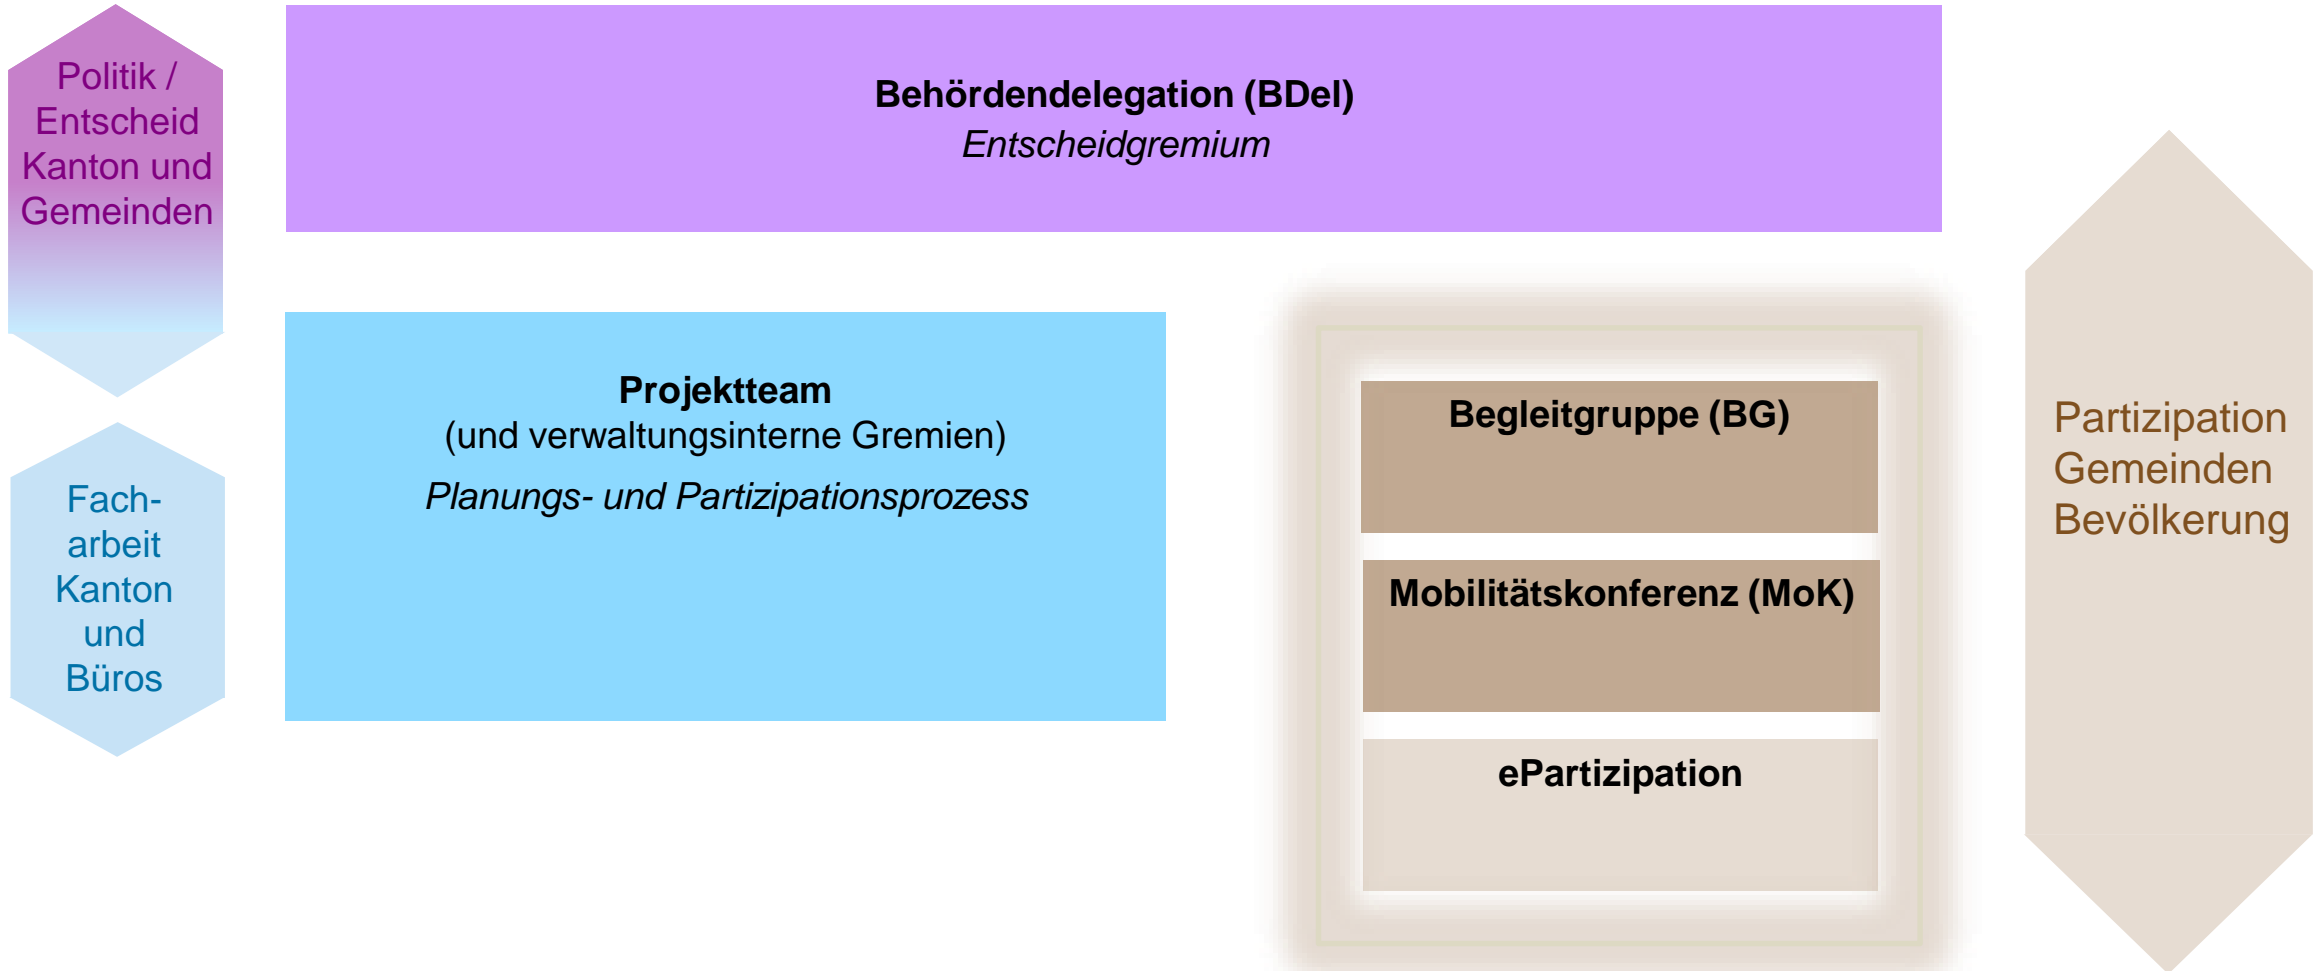 Politik /
Entscheid
Kanton und
Gemeinden
Behördendelegation (BDel)
Entscheidgremium
Projektteam
(und verwaltungsinterne Gremien)
Planungs- und Partizipationsprozess
Fach-
arbeit
Kanton
und
Büros
Begleitgruppe (BG)
Mobilitätskonferenz (MoK)
ePartizipation
Partizipation
Gemeinden
Bevölkerung